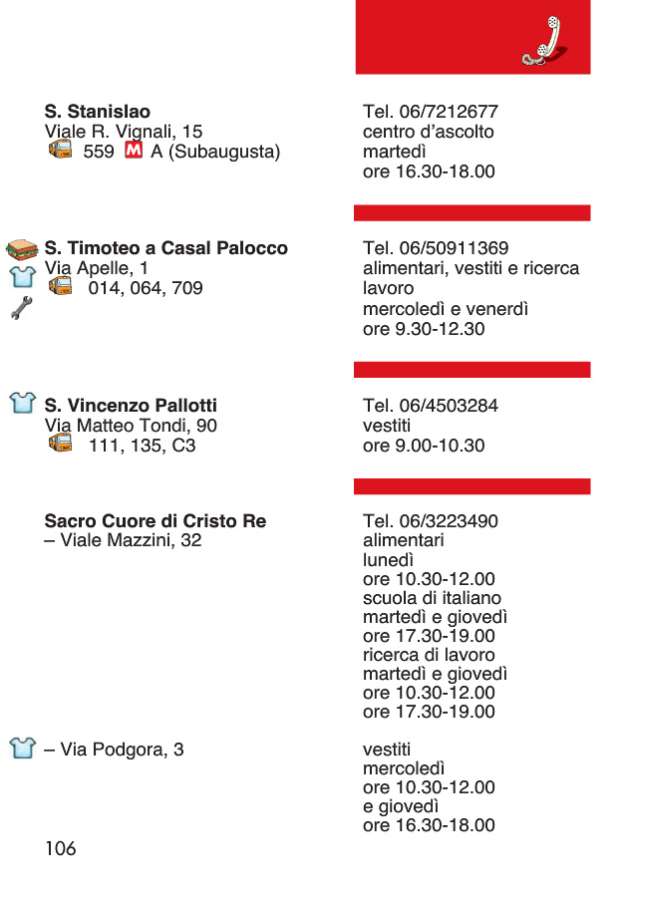 S. Stanislao
Viale R. Vignali, 15
559 M A (Subaugusta)
Tel. 06/7212677
centro d'ascolto
martedì
ore 16.30-18.00
S. Timoteo a Casal Palocco
Via Apelle, 1
014, 064, 709
Tel. 06/50911369
alimentari, vestiti e ricerca
lavoro
mercoledì e venerdì
ore 9.30-12.30
S. Vincenzo Pallotti
Via Matteo Tondi, 90
111, 135, C3
Tel. 06/4503284
vestiti
ore 9.00-10.30
Sacro Cuore di Cristo Re
– Viale Mazzini, 32
Tel. 06/3223490
alimentari
lunedì
ore 10.30-12.00
scuola di italiano
martedì e giovedì
ore 17.30-19.00
ricerca di lavoro
martedì e giovedì
ore 10.30-12.00
ore 17.30-19.00
– Via Podgora, 3
vestiti
mercoledì
ore 10.30-12.00
e giovedì
ore 16.30-18.00
106